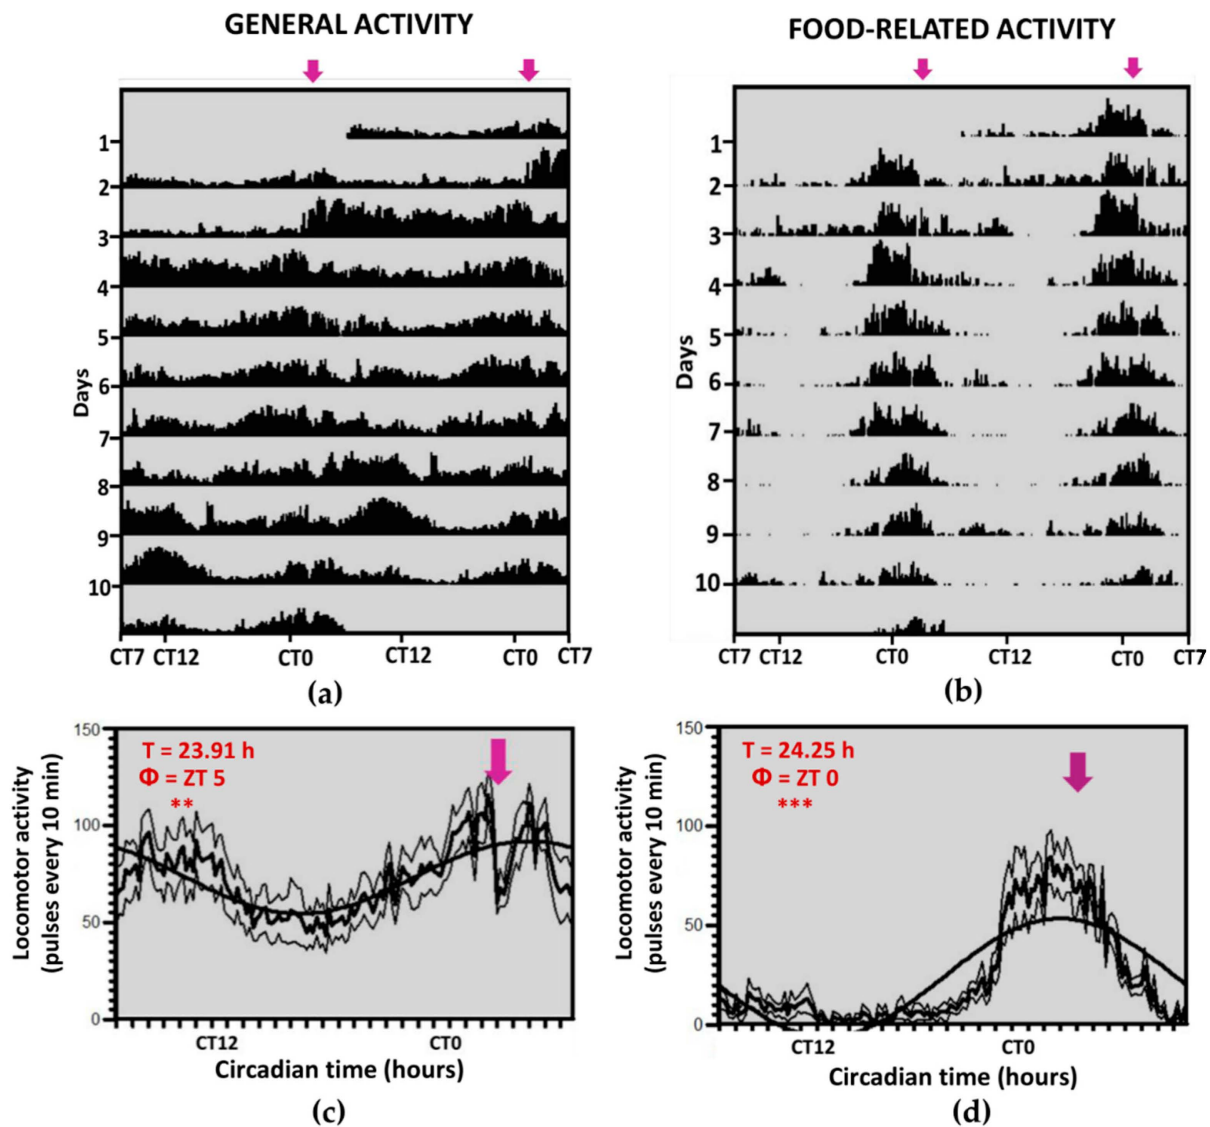 (a)
GENERAL ACTIVITY
1
2
3
4
5
6
7
8
9
10
Days
CT7 CT12 CT0 CT12 CT0 CT7
(a)
(b)
FOOD-RELATED ACTIVITY
1
2
3
4
5
6
7
8
9
10
Days
CT7 CT12 CT0 CT12 CT0 CT7
(b)
150
100
50
0
Locomotor activity
(pulses every 10 min)
T = 23.91 h
Φ = ZT 5
**
CT12 CT0
Circadian time (hours)
(c)
150
100
50
0
Locomotor activity
(pulses every 10 min)
T = 24.25 h
Φ = ZT 0
***
CT12 CT0
Circadian time (hours)
(d)